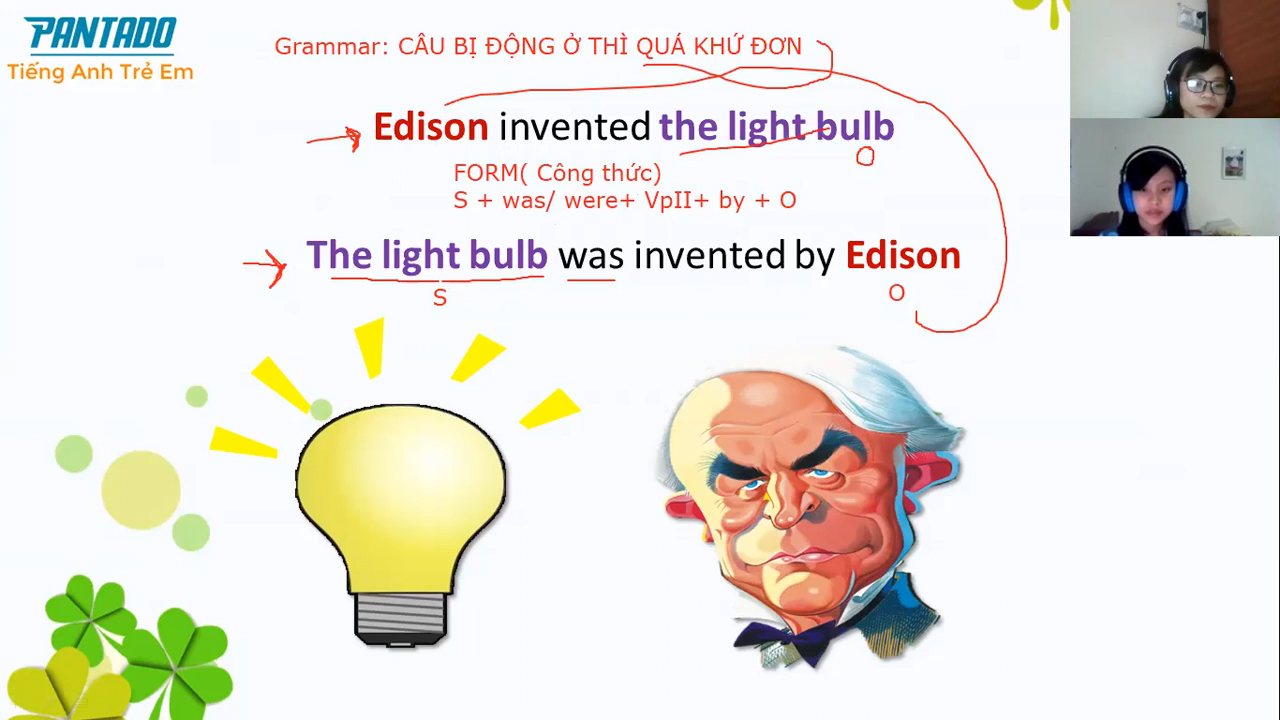 PANTADO
Tiếng Anh Trẻ Em
Grammar: CÂU BỊ ĐỘNG Ở THÌ QUÁ KHỨ ĐƠN
Edison invented the light bulb
O
FORM( Công thức)
S + was/ were+ VpII+ by + O
The light bulb was invented by Edison
S
O